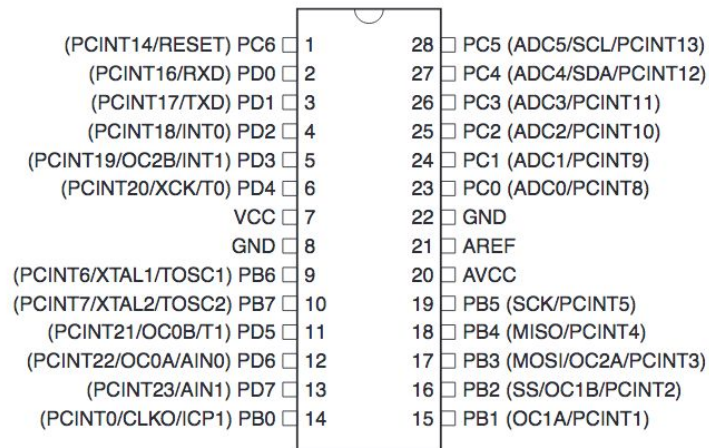 (PCINT14/RESET) PC6 1 28 PC5 (ADC5/SCL/PCINT13)
(PCINT16/RXD) PD0 2 27 PC4 (ADC4/SDA/PCINT12)
(PCINT17/TXD) PD1 3 26 PC3 (ADC3/PCINT11)
(PCINT18/INT0) PD2 4 25 PC2 (ADC2/PCINT10)
(PCINT19/OC2B/INT1) PD3 5 24 PC1 (ADC1/PCINT9)
(PCINT20/XCK/T0) PD4 6 23 PC0 (ADC0/PCINT8)
VCC 7 22 GND
GND 8 21 AREF
(PCINT6/XTAL1/TOSC1) PB6 9 20 AVCC
(PCINT7/XTAL2/TOSC2) PB7 10 19 PB5 (SCK/PCINT5)
(PCINT21/OC0B/T1) PD5 11 18 PB4 (MISO/PCINT4)
(PCINT22/OC0A/AIN0) PD6 12 17 PB3 (MOSI/OC2A/PCINT3)
(PCINT23/AIN1) PD7 13 16 PB2 (SS/OC1B/PCINT2)
(PCINT0/CLKO/ICP1) PB0 14 15 PB1 (OC1A/PCINT1)